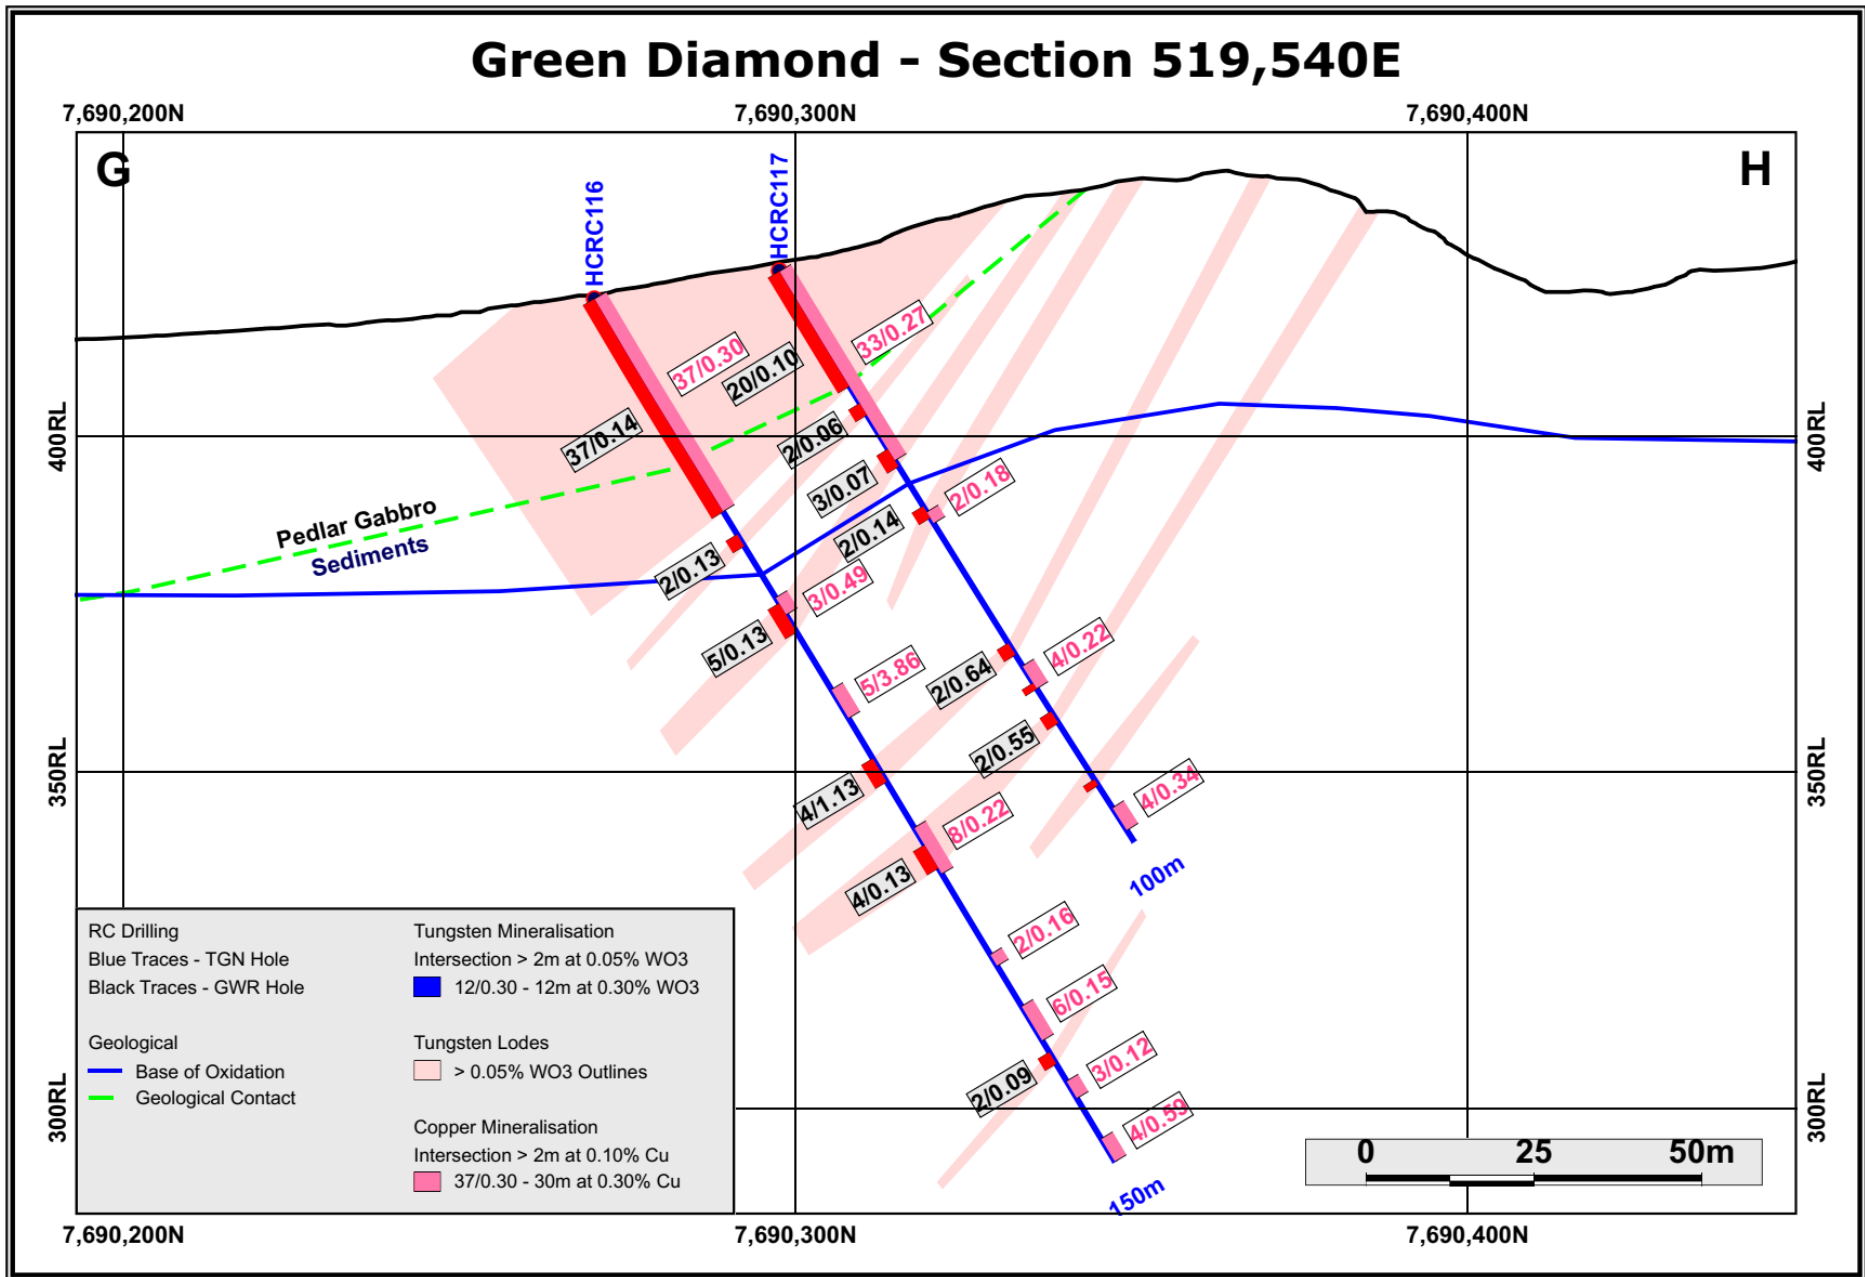 Green Diamond - Section 519,540E
7,690,200N
7,690,300N
7,690,400N
G
H
HCRC116
HCRC117
33/0.27
37/0.30
20/0.10
37/0.14
2/0.06
400RL
400RL
3/0.07
2/0.18
2/0.14
Pedlar Gabbro
Sediments
2/0.13
3/0.49
5/0.13
5/3.86
4/0.22
2/0.64
2/0.55
350RL
350RL
4/1.13
4/0.34
8/0.22
4/0.13
100m
2/0.16
6/0.15
3/0.12
2/0.09
4/0.59
150m
300RL
300RL
RC Drilling
Blue Traces - TGN Hole
Black Traces - GWR Hole
Geological
Base of Oxidation
Geological Contact
Tungsten Mineralisation
Intersection > 2m at 0.05% WO3
12/0.30 - 12m at 0.30% WO3
Tungsten Lodes
> 0.05% WO3 Outlines
Copper Mineralisation
Intersection > 2m at 0.10% Cu
37/0.30 - 30m at 0.30% Cu
0 25 50m
7,690,200N
7,690,300N
7,690,400N